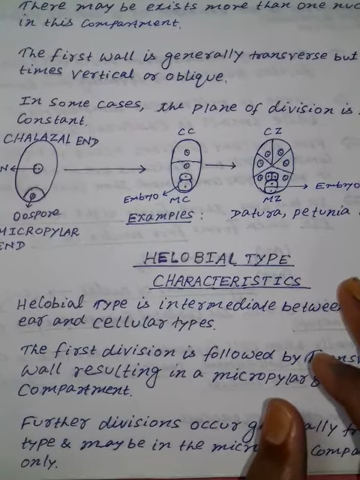 There may be exists more than one
in this Compartment.
The first wall is generally transverse but
times vertical or oblique.
In some cases, the plane of division is
Constant.
CHALAZAL END
CC
CZ
N
Embryo
MC
Embryo
MZ
Oospore
MICROPYLAR
END
Examples: Datura, petunia
HELOBIAL TYPE
CHARACTERISTICS
Helobial Type is intermediate between
ear and cellular types.
The first division is followed by
wall resulting in a micropylar &
Compartment.
Further divisions occur
type & may be in the
only.